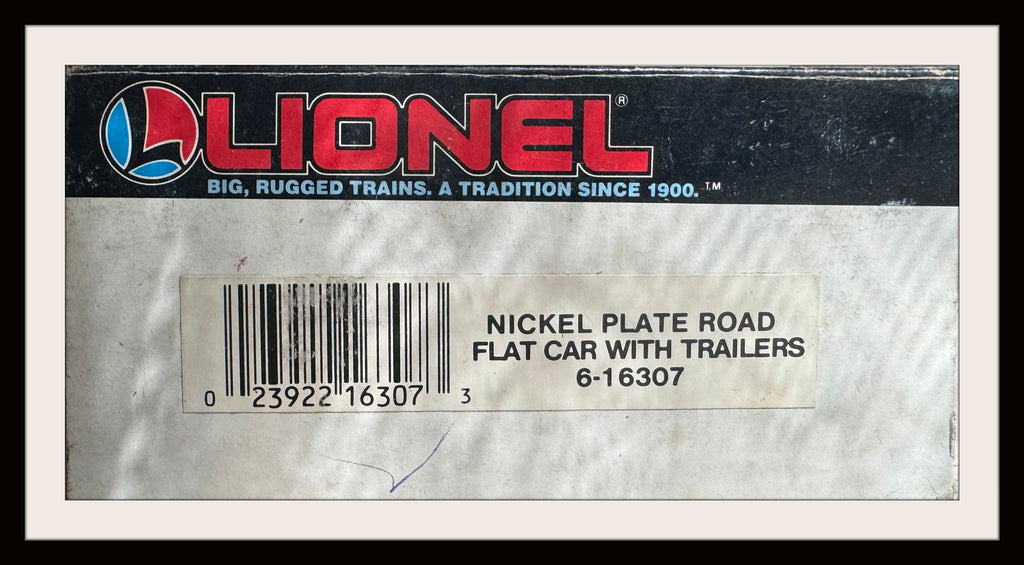 LIONEL®
BIG, RUGGED TRAINS. A TRADITION SINCE 1900.™
NICKEL PLATE ROAD
FLAT CAR WITH TRAILERS
6-16307
0 23922 16307 3